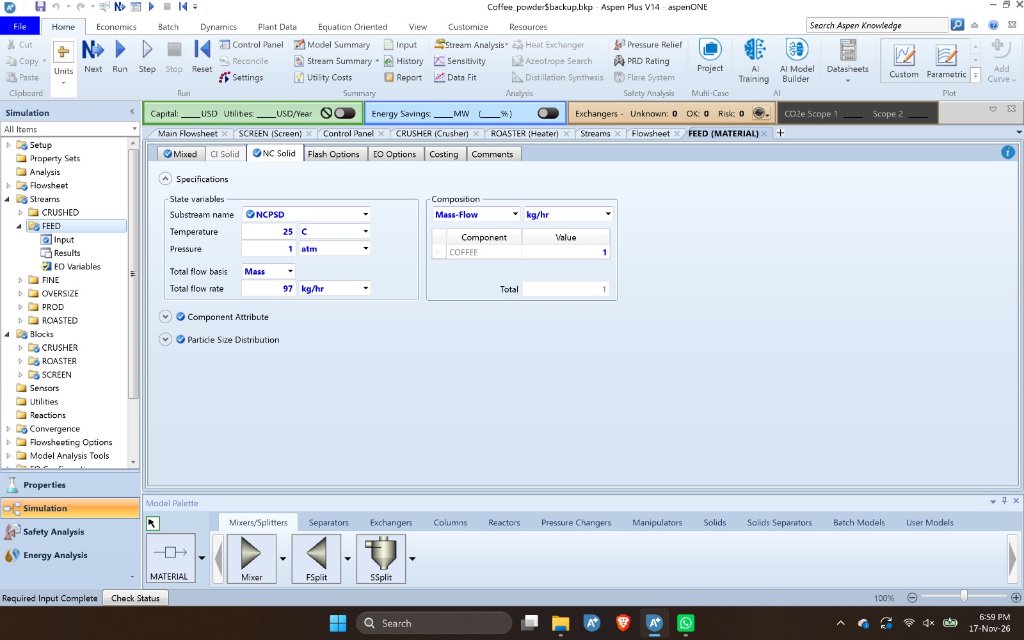 Coffee_powder$backup.bkp - Aspen Plus V14 - aspenONE
File Home Economics Batch Dynamics Plant Data Equation Oriented View Customize Resources Search Aspen Knowledge
Cut
Copy
Paste
Clipboard
Units
Next Run Step Stop Reset
Control Panel
Reconcile
Settings
Run
Model Summary Input
Stream Summary History
Utility Costs Report
Summary
Stream Analysis Heat Exchanger
Sensitivity Azeotrope Search
Data Fit Distillation Synthesis
Analysis
Pressure Relief
PRD Rating
Flare System
Safety Analysis
Project
Multi-Case
AI Training
AI Model Builder
AI
Datasheets
Custom Parametric
Add Curve
Plot
Simulation
All Items
Setup
Property Sets
Analysis
Flowsheet
Streams
CRUSHED
FEED
Input
Results
EO Variables
FINE
OVERSIZE
PROD
ROASTED
Blocks
CRUSHER
ROASTER
SCREEN
Sensors
Utilities
Reactions
Convergence
Flowsheeting Options
Model Analysis Tools
Properties
Simulation
Safety Analysis
Energy Analysis
Capital: ____USD Utilities: ____USD/Year
Energy Savings: ____MW (____%)
Exchangers - Unknown: 0 OK: 0 Risk: 0
CO2e Scope 1 ____ Scope 2 ____
Main Flowsheet SCREEN (Screen) Control Panel CRUSHER (Crusher) ROASTER (Heater) Streams Flowsheet FEED (MATERIAL) +
Mixed CI Solid NC Solid Flash Options EO Options Costing Comments
Specifications
State variables
Substream name NCPSD
Temperature 25 C
Pressure 1 atm
Total flow basis Mass
Total flow rate 97 kg/hr
Composition
Mass-Flow kg/hr
Component Value
COFFEE 1
Total 1
Component Attribute
Particle Size Distribution
Model Palette
Mixers/Splitters Separators Exchangers Columns Reactors Pressure Changers Manipulators Solids Solids Separators Batch Models User Models
MATERIAL Mixer FSplit SSplit
Required Input Complete Check Status
100%
Search
6:59 PM
17-Nov-26